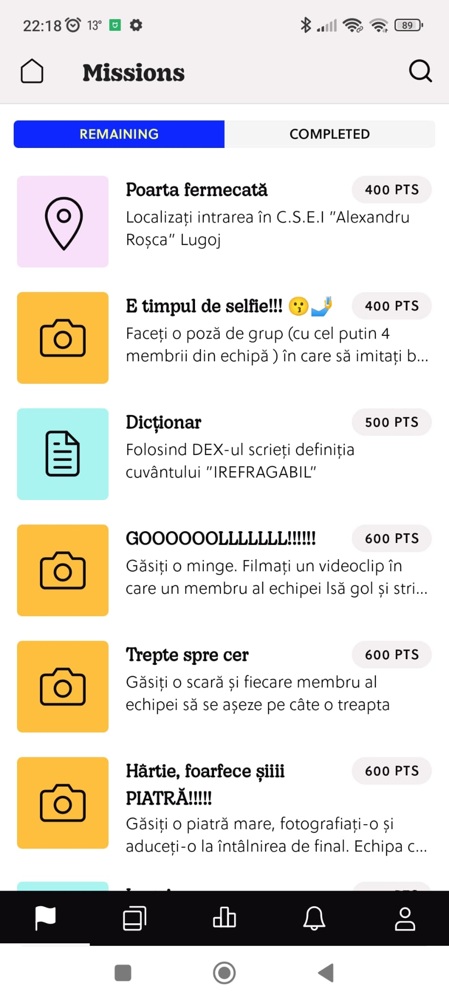 22:18 13° 89
Missions
REMAINING COMPLETED
Poarta fermecată 400 PTS
Localizați intrarea în C.S.E.I "Alexandru
Roșca" Lugoj
E timpul de selfie!!! 😗🤳 400 PTS
Faceți o poză de grup (cu cel putin 4
membrii din echipă ) în care să imitați b...
Dicționar 500 PTS
Folosind DEX-ul scrieți definiția
cuvântului "IREFRAGABIL"
GOOOOOOLLLLLLL!!!!!! 600 PTS
Găsiți o minge. Filmați un videoclip în
care un membru al echipei lsă gol și stri...
Trepte spre cer 600 PTS
Găsiți o scară și fiecare membru al
echipei să se așeze pe câte o treapta
Hârtie, foarfece șiiii 600 PTS
PIATRĂ!!!!!
Găsiți o piatră mare, fotografiați-o și
aduceți-o la întâlnirea de final. Echipa c...